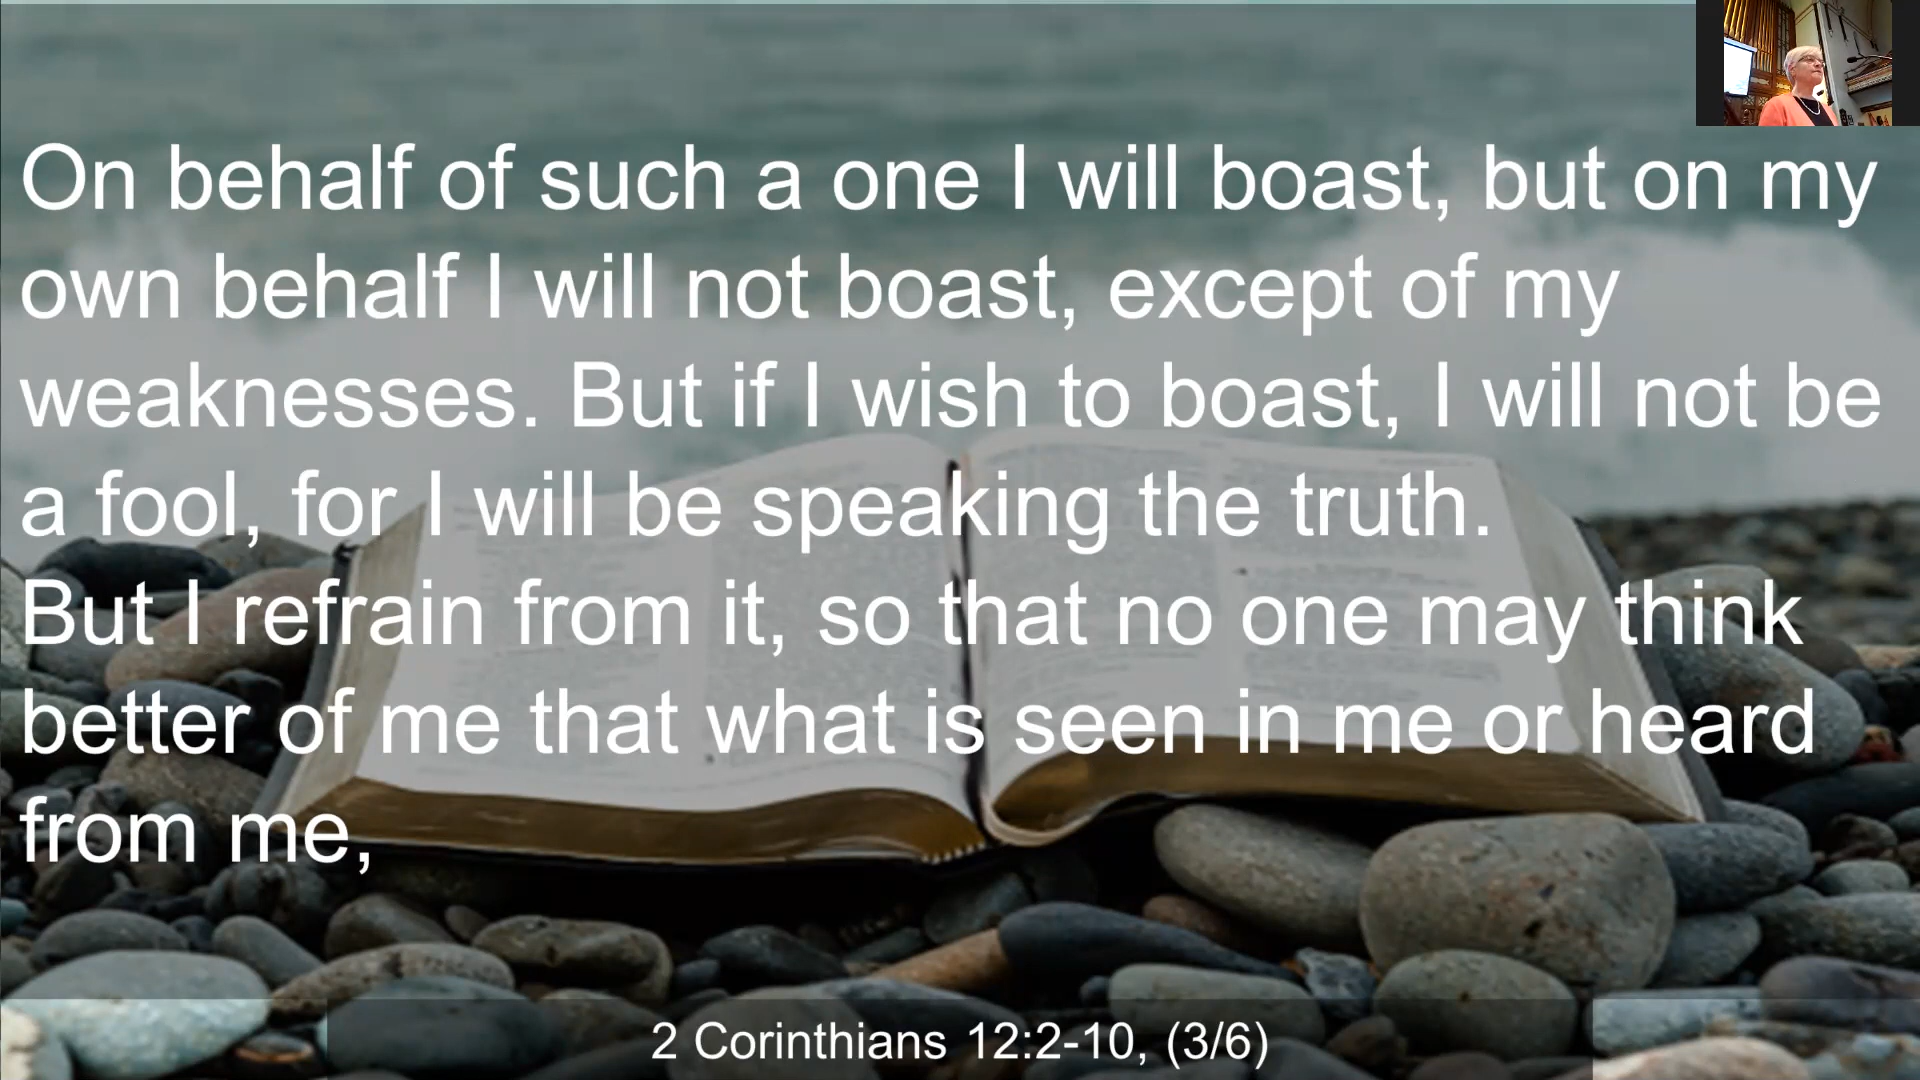 On behalf of such a one I will boast, but on my
own behalf I will not boast, except of my
weaknesses. But if I wish to boast, I will not be
a fool, for I will be speaking the truth.
But I refrain from it, so that no one may think
better of me that what is seen in me or heard
from me,
2 Corinthians 12:2-10, (3/6)